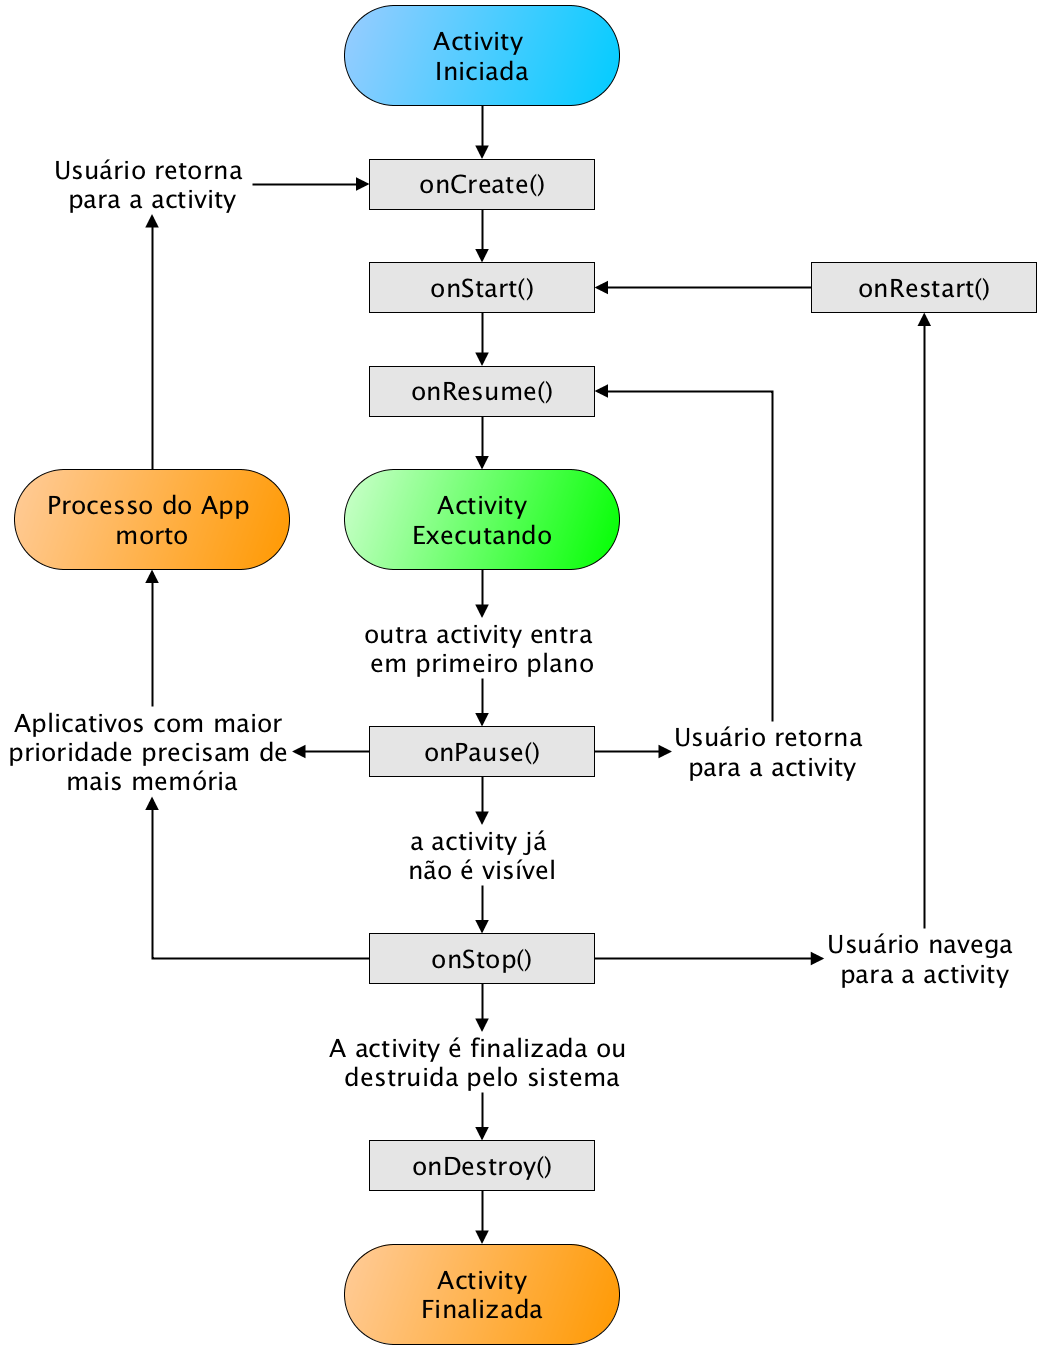 Activity
Iniciada
Usuário retorna
para a activity
onCreate()
onStart()
onRestart()
onResume()
Processo do App
morto
Activity
Executando
outra activity entra
em primeiro plano
Aplicativos com maior
prioridade precisam de
mais memória
onPause()
Usuário retorna
para a activity
a activity já
não é visível
onStop()
Usuário navega
para a activity
A activity é finalizada ou
destruida pelo sistema
onDestroy()
Activity
Finalizada